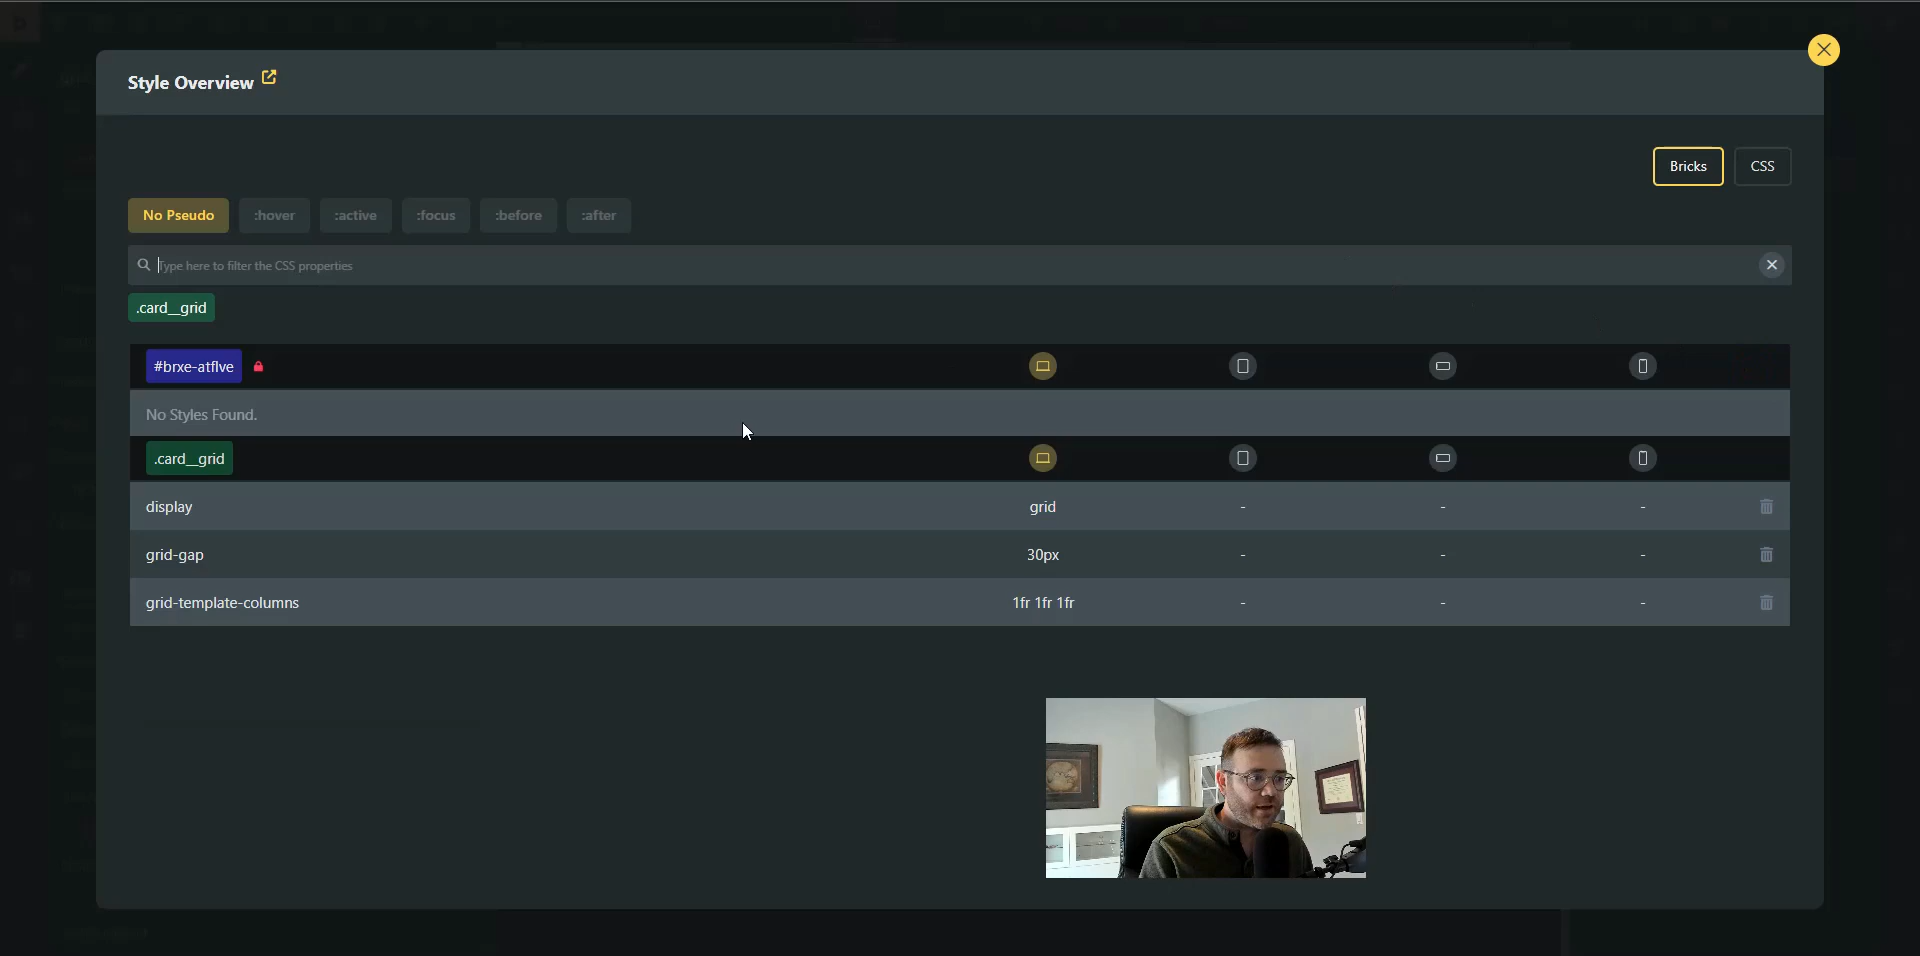 Style Overview
Bricks
CSS
No Pseudo
:hover
:active
:focus
:before
:after
Type here to filter the CSS properties
.card__grid
#brxe-atflve
No Styles Found.
.card__grid
display
grid
-
-
-
grid-gap
30px
-
-
-
grid-template-columns
1fr 1fr 1fr
-
-
-